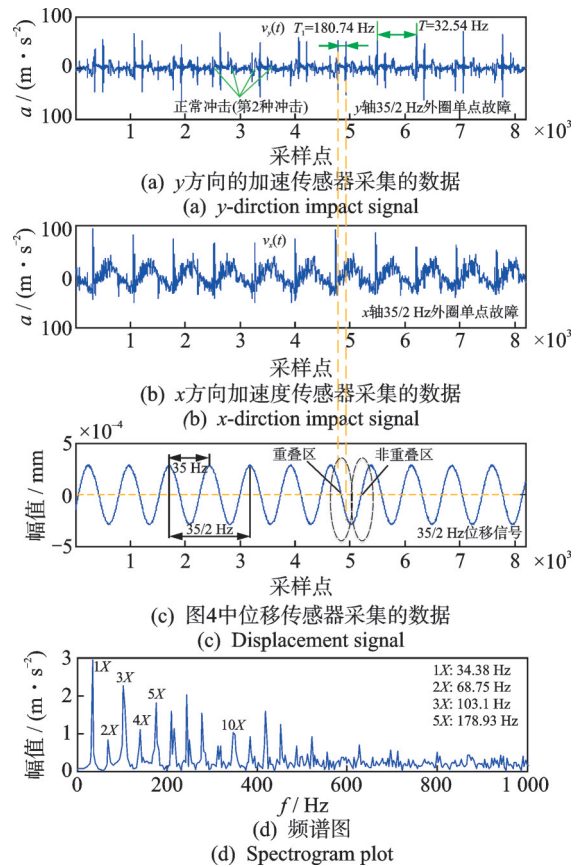 v_y(t) T₁=180.74 Hz T=32.54 Hz
100
0
100
a / (m·s⁻²)
正常冲击(第2种冲击)
y轴35/2 Hz外圈单点故障
1 2 3 4 5 6 7 8 ×10³
采样点
(a) y方向的加速传感器采集的数据
(a) y-dirction impact signal
100
0
100
a / (m·s⁻²)
v_x(t)
x轴35/2 Hz外圈单点故障
1 2 3 4 5 6 7 8 ×10³
采样点
(b) x方向加速度传感器采集的数据
(b) x-dirction impact signal
×10⁻⁴
5
0
−5
幅值 / mm
35 Hz
重叠区 非重叠区
35/2 Hz
35/2 Hz位移信号
1 2 3 4 5 6 7 8 ×10³
采样点
(c) 图4中位移传感器采集的数据
(c) Displacement signal
3
2
1
0
幅值 / (m·s⁻²)
1X 2X 3X 4X 5X 10X
1X: 34.38 Hz
2X: 68.75 Hz
3X: 103.1 Hz
5X: 178.93 Hz
0 200 400 600 800 1 000
f / Hz
(d) 频谱图
(d) Spectrogram plot